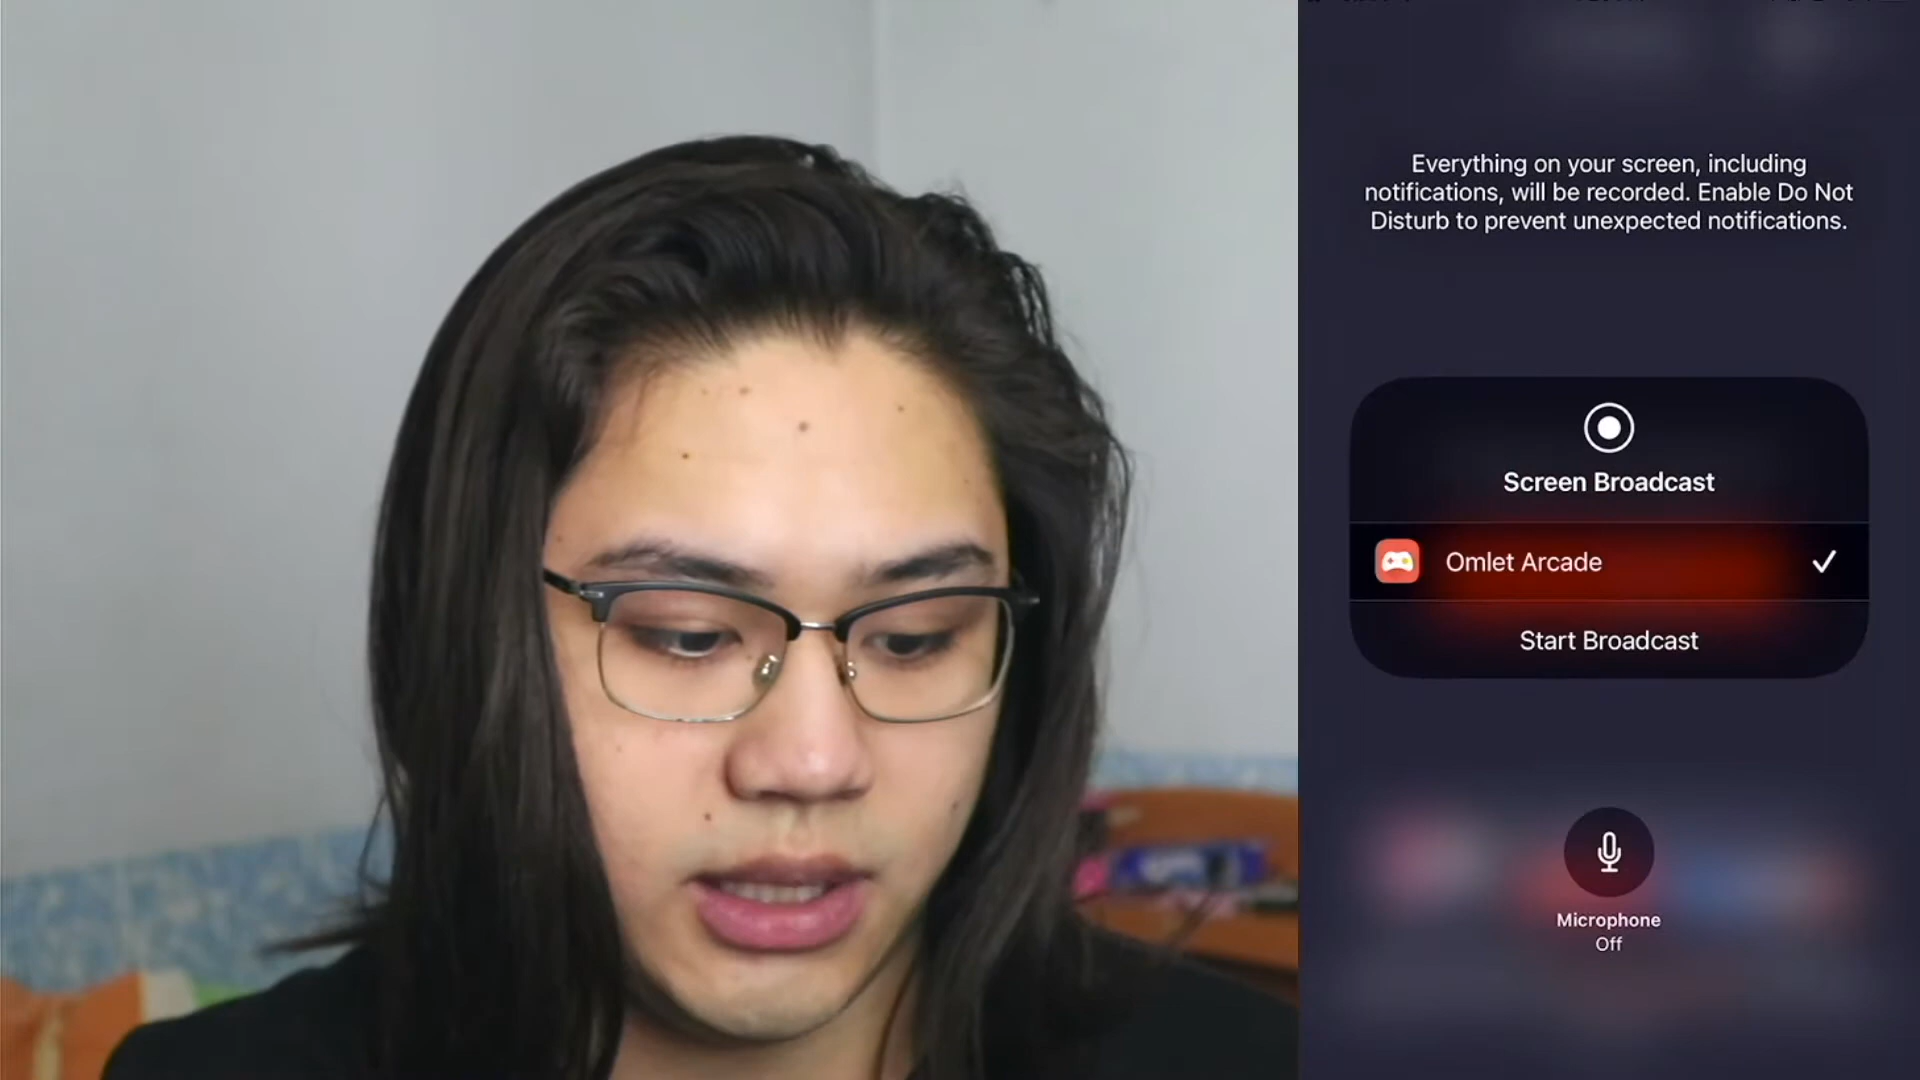 Everything on your screen, including
notifications, will be recorded. Enable Do Not
Disturb to prevent unexpected notifications.
Screen Broadcast
Omlet Arcade
Start Broadcast
Microphone
Off